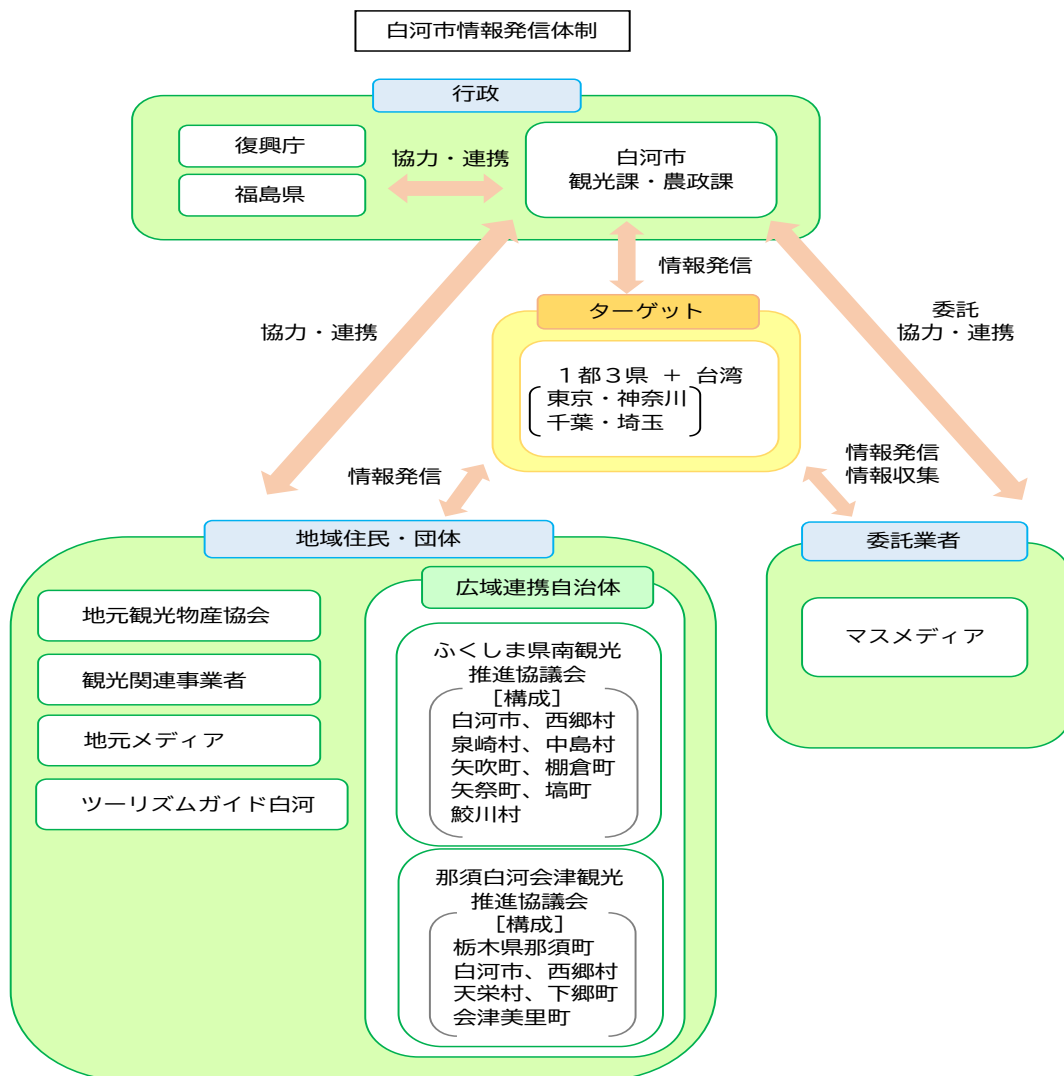 白河市情報発信体制
行政
復興庁
福島県
協力・連携
白河市
観光課・農政課
情報発信
協力・連携
委託
協力・連携
ターゲット
１都３県 + 台湾
東京・神奈川
千葉・埼玉
情報発信
情報発信
情報収集
地域住民・団体
地元観光物産協会
観光関連事業者
地元メディア
ツーリズムガイド白河
広域連携自治体
ふくしま県南観光
推進協議会
[構成]
白河市、西郷村
泉崎村、中島村
矢吹町、棚倉町
矢祭町、塙町
鮫川村
那須白河会津観光
推進協議会
[構成]
栃木県那須町
白河市、西郷村
天栄村、下郷町
会津美里町
委託業者
マスメディア